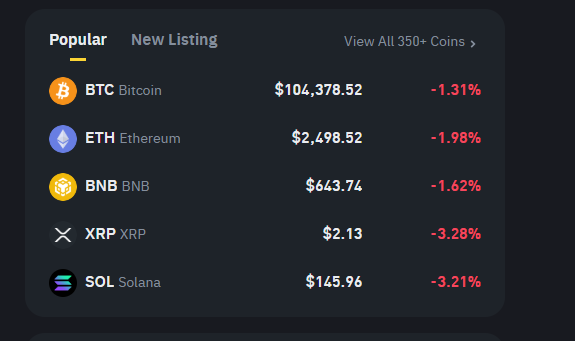 Popular New Listing View All 350+ Coins >
BTC Bitcoin $104,378.52 -1.31%
ETH Ethereum $2,498.52 -1.98%
BNB BNB $643.74 -1.62%
XRP XRP $2.13 -3.28%
SOL Solana $145.96 -3.21%